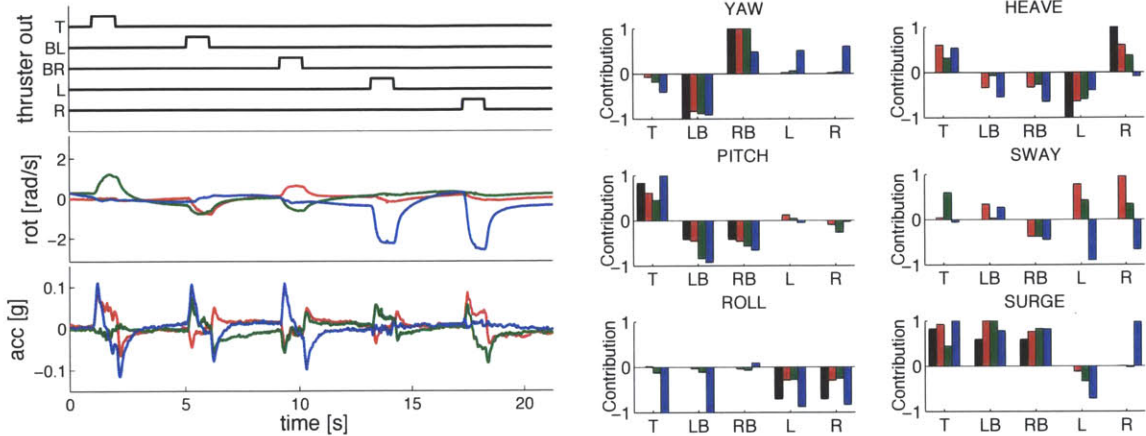 thruster out
T
BL
BR
L
R
rot [rad/s]
2
0
−2
acc [g]
0.1
0
−0.1
0 5 10 15 20
time [s]
YAW
Contribution
1
0
−1
T LB RB L R
HEAVE
Contribution
1
0
−1
T LB RB L R
PITCH
Contribution
1
0
−1
T LB RB L R
SWAY
Contribution
1
0
−1
T LB RB L R
ROLL
Contribution
1
0
−1
T LB RB L R
SURGE
Contribution
1
0
−1
T LB RB L R